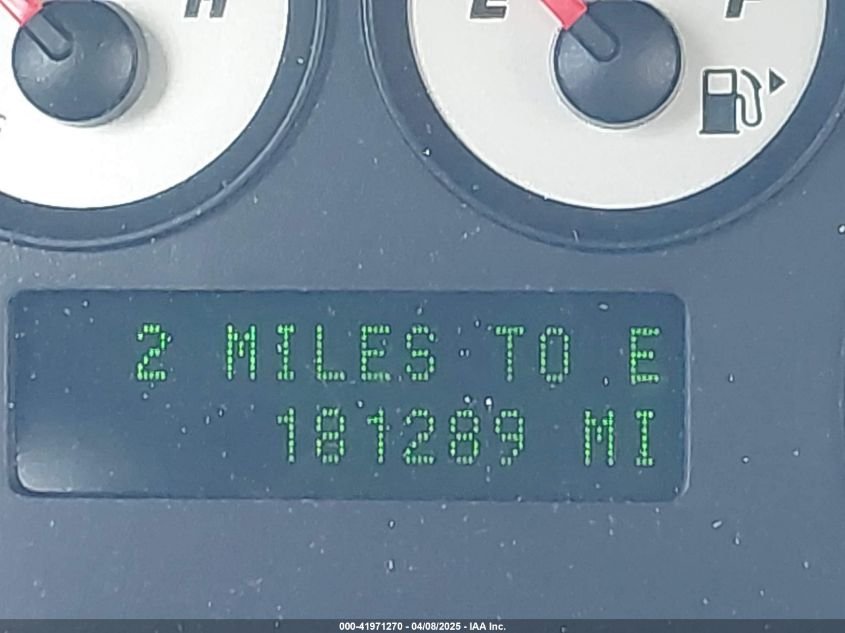 H
E
F
2 MILES TO E
181289 MI
000-41971270 - 04/08/2025 - IAA Inc.